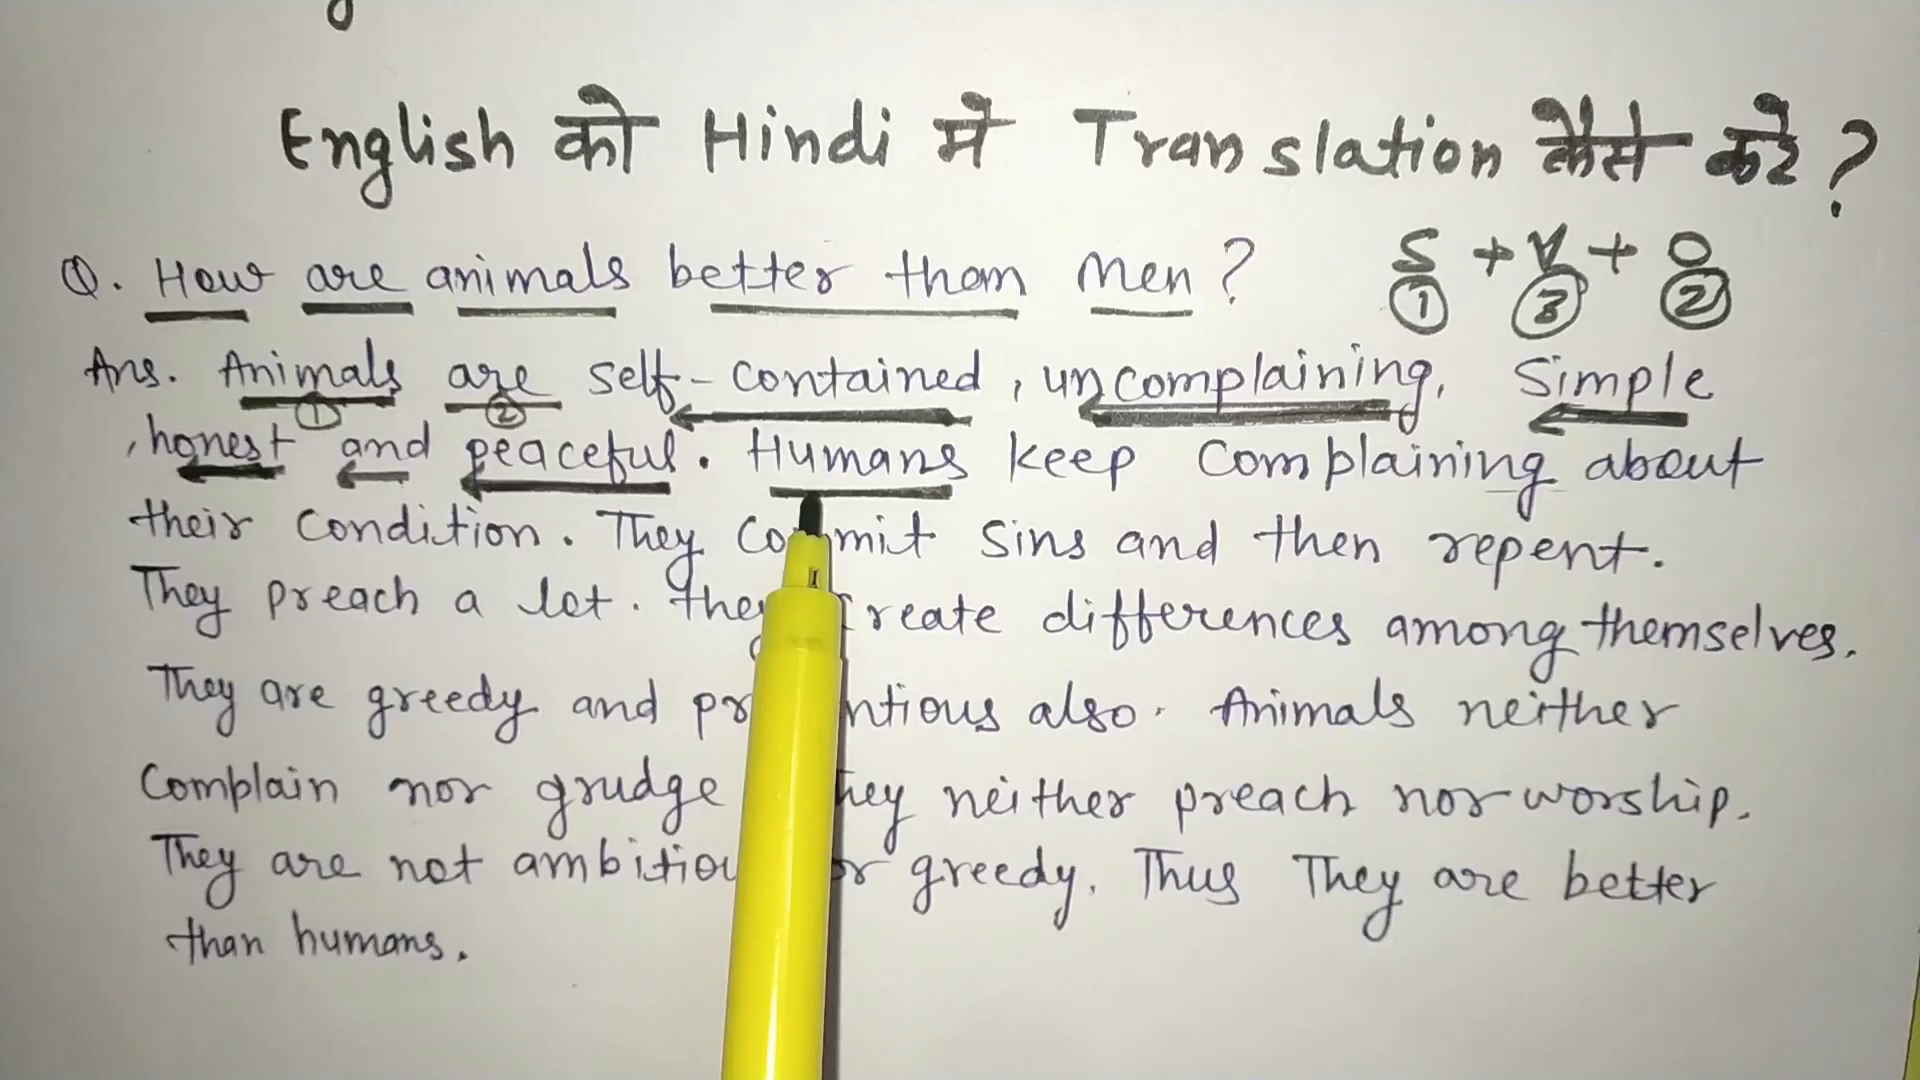 English को Hindi में Translation कैसे करे ?
Q. How are animals better than men ? S + V + O
1 3 2
Ans. Animals are self-contained, uncomplaining, Simple
1 2
, honest and peaceful. Humans keep Complaining about
their Condition. They sins and then repent.
They preach a lot. differences among themselves.
They are greedy and also. Animals neither
Complain nor grudge neither preach nor worship.
They are not greedy. Thus They are better
than humans.